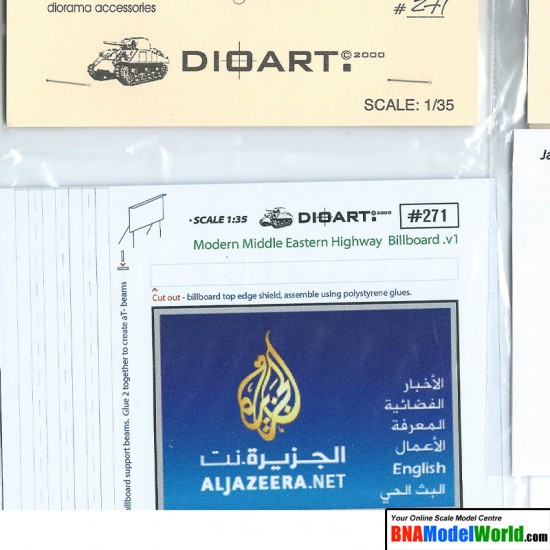 diorama accessories
# 271
DIOART: ©2000
SCALE: 1/35
• SCALE 1:35
DIOART: ©2000
#271
Modern Middle Eastern Highway Billboard .v1
Cut out - billboard top edge shield, assemble using polystyrene glues.
illboard support beams. Glue 2 together to create aT- beams
Ja
الجزيرة
الجزيرة.نت
ALJAZEERA.NET
الأخبار
الفضائية
المعرفة
الأعمال
English
البث الحي
Your Online Scale Model Centre
BNAModelWorld.com